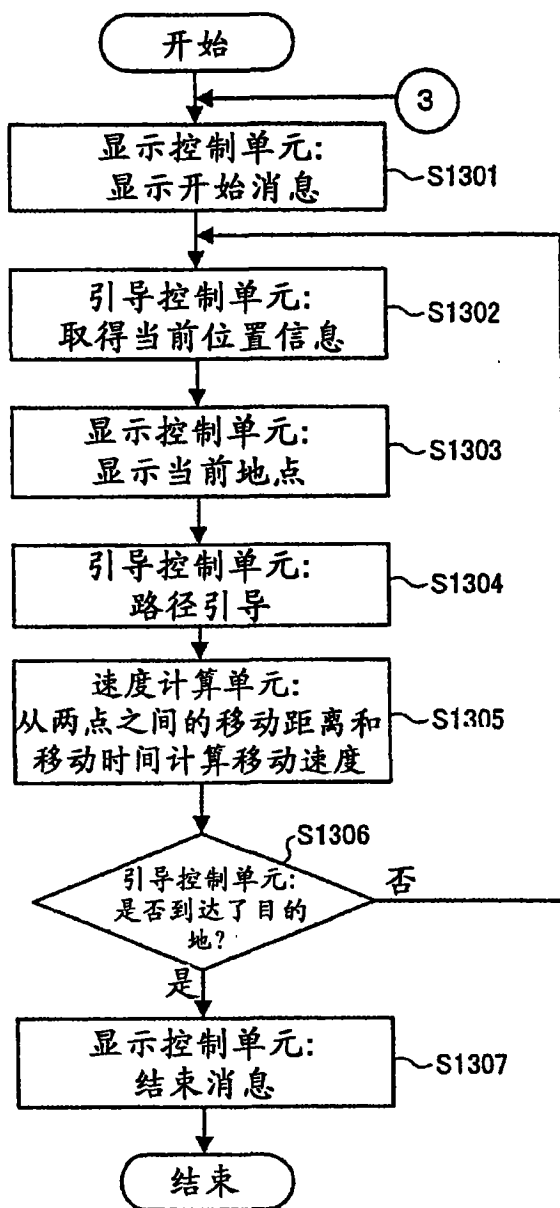 开始
3
显示控制单元:
显示开始消息
S1301
引导控制单元:
取得当前位置信息
S1302
显示控制单元:
显示当前地点
S1303
引导控制单元:
路径引导
S1304
速度计算单元:
从两点之间的移动距离和
移动时间计算移动速度
S1305
S1306
引导控制单元:
是否到达了目的
地?
否
是
显示控制单元:
结束消息
S1307
结束